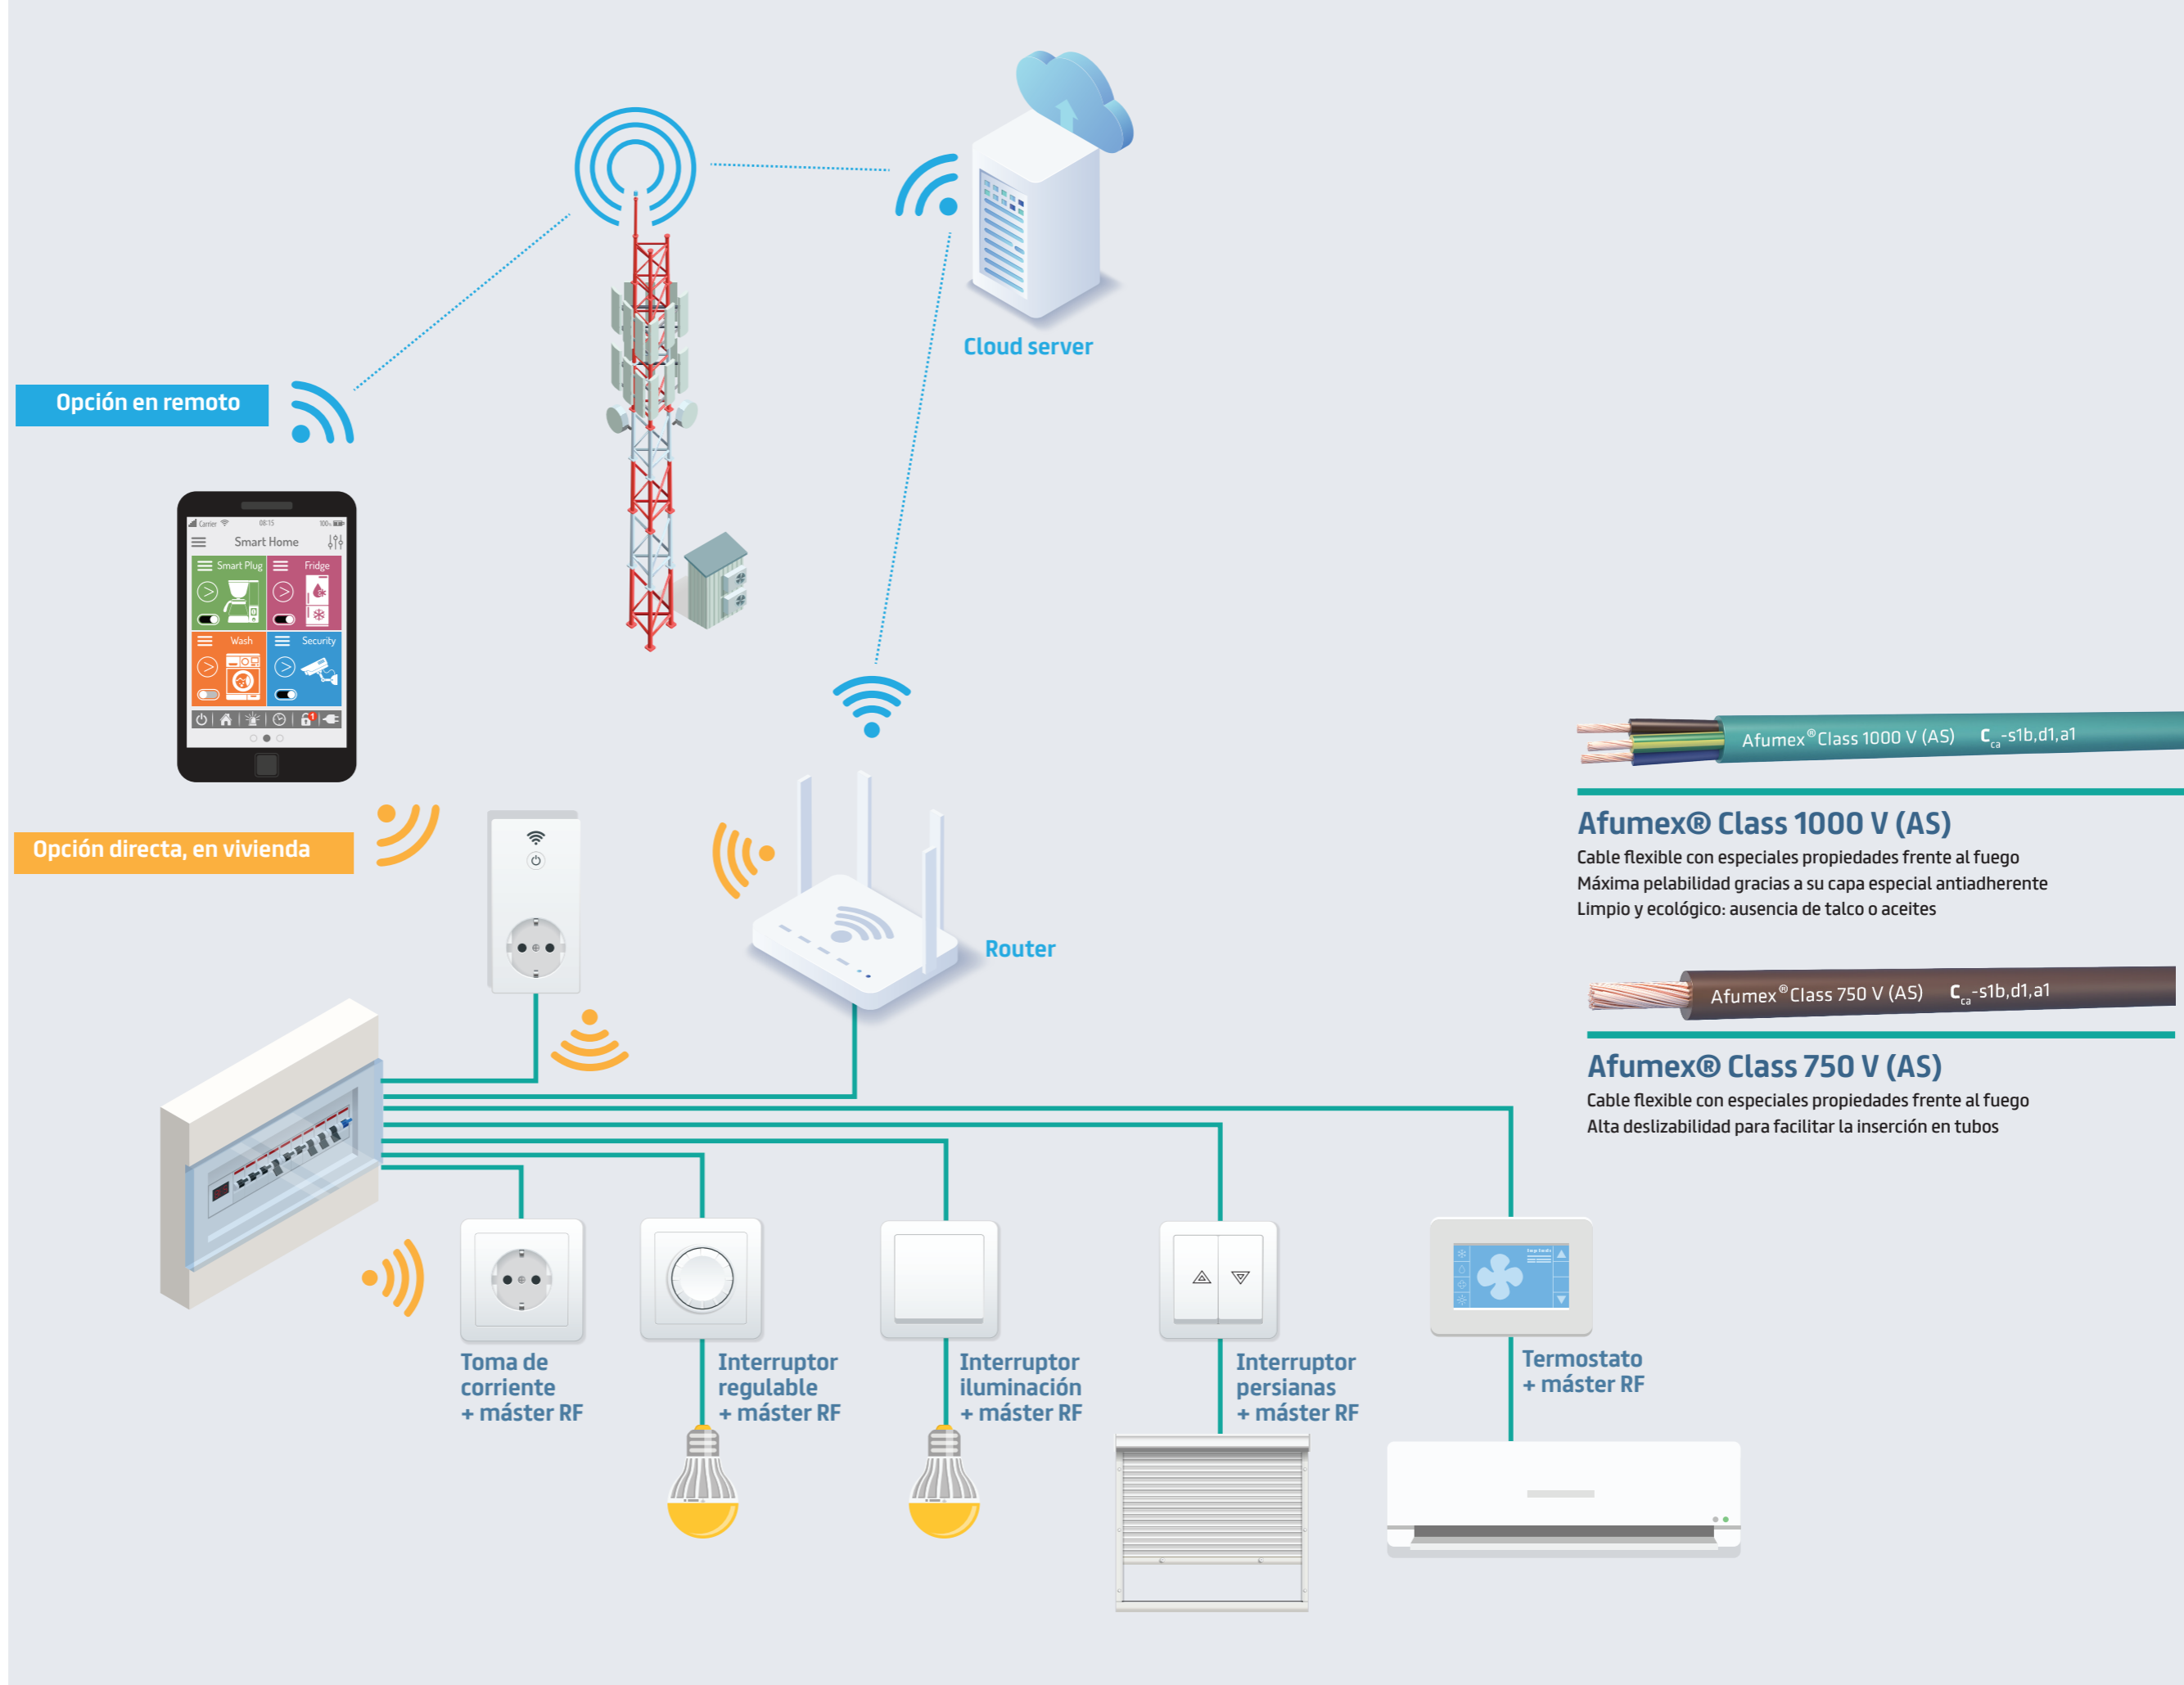 Cloud server
Opción en remoto
Carrier
08:15
100%
Smart Home
Smart Plug
Fridge
Wash
Security
1
Opción directa, en vivienda
Router
Afumex® Class 1000 V (AS) Cca-s1b,d1,a1
Afumex® Class 1000 V (AS)
Cable flexible con especiales propiedades frente al fuego
Máxima pelabilidad gracias a su capa especial antiadherente
Limpio y ecológico: ausencia de talco o aceites
Afumex® Class 750 V (AS) Cca-s1b,d1,a1
Afumex® Class 750 V (AS)
Cable flexible con especiales propiedades frente al fuego
Alta deslizabilidad para facilitar la inserción en tubos
Toma de
corriente
+ máster RF
Interruptor
regulable
+ máster RF
Interruptor
iluminación
+ máster RF
Interruptor
persianas
+ máster RF
Termostato
+ máster RF